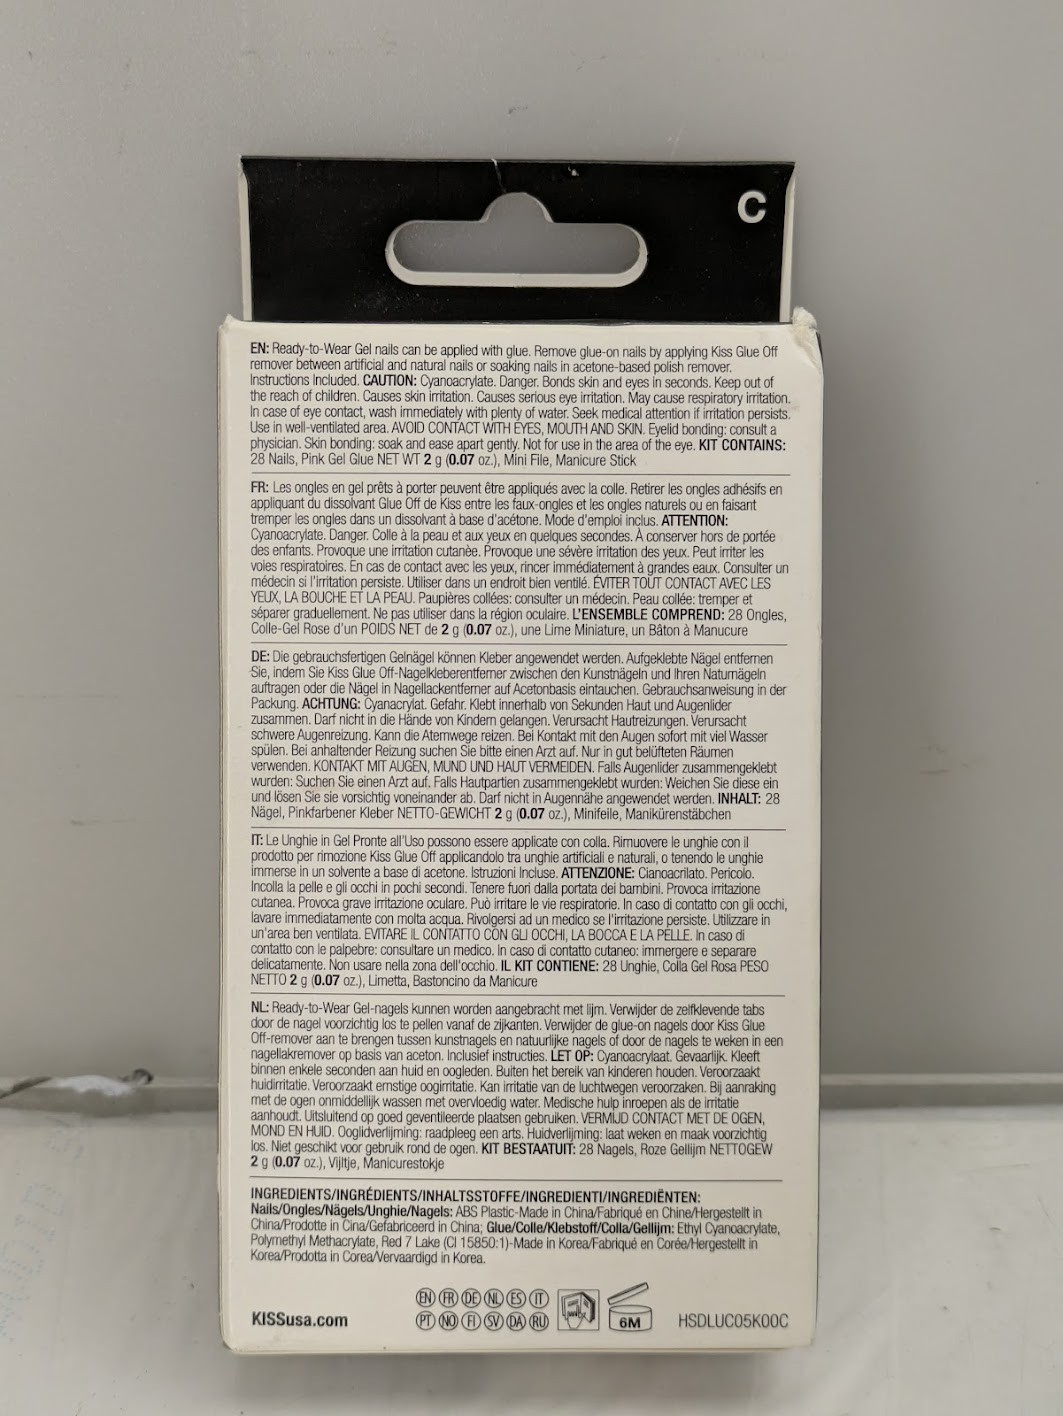 C
EN: Ready-to-Wear Gel nails can be applied with glue. Remove glue-on nails by applying Kiss Glue Off
remover between artificial and natural nails or soaking nails in acetone-based polish remover.
Instructions Included. CAUTION: Cyanoacrylate. Danger. Bonds skin and eyes in seconds. Keep out of
the reach of children. Causes skin irritation. Causes serious eye irritation. May cause respiratory irritation.
In case of eye contact, wash immediately with plenty of water. Seek medical attention if irritation persists.
Use in well-ventilated area. AVOID CONTACT WITH EYES, MOUTH AND SKIN. Eyelid bonding: consult a
physician. Skin bonding: soak and ease apart gently. Not for use in the area of the eye. KIT CONTAINS:
28 Nails, Pink Gel Glue NET WT 2 g (0.07 oz.), Mini File, Manicure Stick
FR: Les ongles en gel prêts à porter peuvent être appliqués avec la colle. Retirer les ongles adhésifs en
appliquant du dissolvant Glue Off de Kiss entre les faux-ongles et les ongles naturels ou en faisant
tremper les ongles dans un dissolvant à base d'acétone. Mode d'emploi inclus. ATTENTION:
Cyanoacrylate. Danger. Colle à la peau et aux yeux en quelques secondes. À conserver hors de portée
des enfants. Provoque une irritation cutanèe. Provoque une sévère irritation des yeux. Peut irriter les
voies respiratoires. En cas de contact avec les yeux, rincer immédiatement à grandes eaux. Consulter un
médecin si l'irritation persiste. Utiliser dans un endroit bien ventilé. ÉVITER TOUT CONTACT AVEC LES
YEUX, LA BOUCHE ET LA PEAU. Paupières collées: consulter un médecin. Peau collée: tremper et
séparer graduellement. Ne pas utiliser dans la région oculaire. L'ENSEMBLE COMPREND: 28 Ongles,
Colle-Gel Rose d'un POIDS NET de 2 g (0.07 oz.), une Lime Miniature, un Bâton à Manucure
DE: Die gebrauchsfertigen Gelnägel können Kleber angewendet werden. Aufgeklebte Nägel entfernen
Sie, indem Sie Kiss Glue Off-Nagelkleberentferner zwischen den Kunstnägeln und Ihren Naturnägeln
auftragen oder die Nägel in Nagellackentferner auf Acetonbasis eintauchen. Gebrauchsanweisung in der
Packung. ACHTUNG: Cyanacrylat. Gefahr. Klebt innerhalb von Sekunden Haut und Augenlider
zusammen. Darf nicht in die Hände von Kindern gelangen. Verursacht Hautreizungen. Verursacht
schwere Augenreizung. Kann die Atemwege reizen. Bei Kontakt mit den Augen sofort mit viel Wasser
spülen. Bei anhaltender Reizung suchen Sie bitte einen Arzt auf. Nur in gut belüfteten Räumen
verwenden. KONTAKT MIT AUGEN, MUND UND HAUT VERMEIDEN. Falls Augenlider zusammengeklebt
wurden: Suchen Sie einen Arzt auf. Falls Hautpartien zusammengeklebt wurden: Weichen Sie diese ein
und lösen Sie sie vorsichtig voneinander ab. Darf nicht in Augennähe angewendet werden. INHALT: 28
Nägel, Pinkfarbener Kleber NETTO-GEWICHT 2 g (0.07 oz.), Minifeile, Manikürenstäbchen
IT: Le Unghie in Gel Pronte all'Uso possono essere applicate con colla. Rimuovere le unghie con il
prodotto per rimozione Kiss Glue Off applicandolo tra unghie artificiali e naturali, o tenendo le unghie
immerse in un solvente a base di acetone. Istruzioni Incluse. ATTENZIONE: Cianoacrilato. Pericolo.
Incolla la pelle e gli occhi in pochi secondi. Tenere fuori dalla portata dei bambini. Provoca irritazione
cutanea. Provoca grave irritazione oculare. Può irritare le vie respiratorie. In caso di contatto con gli occhi,
lavare immediatamente con molta acqua. Rivolgersi ad un medico se l'irritazione persiste. Utilizzare in
un'area ben ventilata. EVITARE IL CONTATTO CON GLI OCCHI, LA BOCCA E LA PELLE. In caso di
contatto con le palpebre: consultare un medico. In caso di contatto cutaneo: immergere e separare
delicatamente. Non usare nella zona dell'occhio. IL KIT CONTIENE: 28 Unghie, Colla Gel Rosa PESO
NETTO 2 g (0.07 oz.), Limetta, Bastoncino da Manicure
NL: Ready-to-Wear Gel-nagels kunnen worden aangebracht met lijm. Verwijder de zelfklevende tabs
door de nagel voorzichtig los te pellen vanaf de zijkanten. Verwijder de glue-on nagels door Kiss Glue
Off-remover aan te brengen tussen kunstnagels en natuurlijke nagels of door de nagels te weken in een
nagellakremover op basis van aceton. Inclusief instructies. LET OP: Cyanoacrylaat. Gevaarlijk. Kleeft
binnen enkele seconden aan huid en oogleden. Buiten het bereik van kinderen houden. Veroorzaakt
huidirritatie. Veroorzaakt ernstige oogirritatie. Kan irritatie van de luchtwegen veroorzaken. Bij aanraking
met de ogen onmiddellijk wassen met overvloedig water. Medische hulp inroepen als de irritatie
aanhoudt. Uitsluitend op goed geventileerde plaatsen gebruiken. VERMIJD CONTACT MET DE OGEN,
MOND EN HUID. Ooglidverlijming: raadpleeg een arts. Huidverlijming: laat weken en maak voorzichtig
los. Niet geschikt voor gebruik rond de ogen. KIT BESTAATUIT: 28 Nagels, Roze Gellijm NETTOGEW
2 g (0.07 oz.), Vijltje, Manicurestokje
INGREDIENTS/INGRÉDIENTS/INHALTSSTOFFE/INGREDIENTI/INGREDIËNTEN:
Nails/Ongles/Nägels/Unghie/Nagels: ABS Plastic-Made in China/Fabriqué en Chine/Hergestellt in
China/Prodotte in Cina/Gefabriceerd in China; Glue/Colle/Klebstoff/Colla/Gellijm: Ethyl Cyanoacrylate,
Polymethyl Methacrylate, Red 7 Lake (CI 15850:1)-Made in Korea/Fabriqué en Corée/Hergestellt in
Korea/Prodotta in Corea/Vervaardigd in Korea.
EN FR DE NL ES IT
PT NO FI SV DA RU
KISSusa.com
6M
HSDLUC05K00C